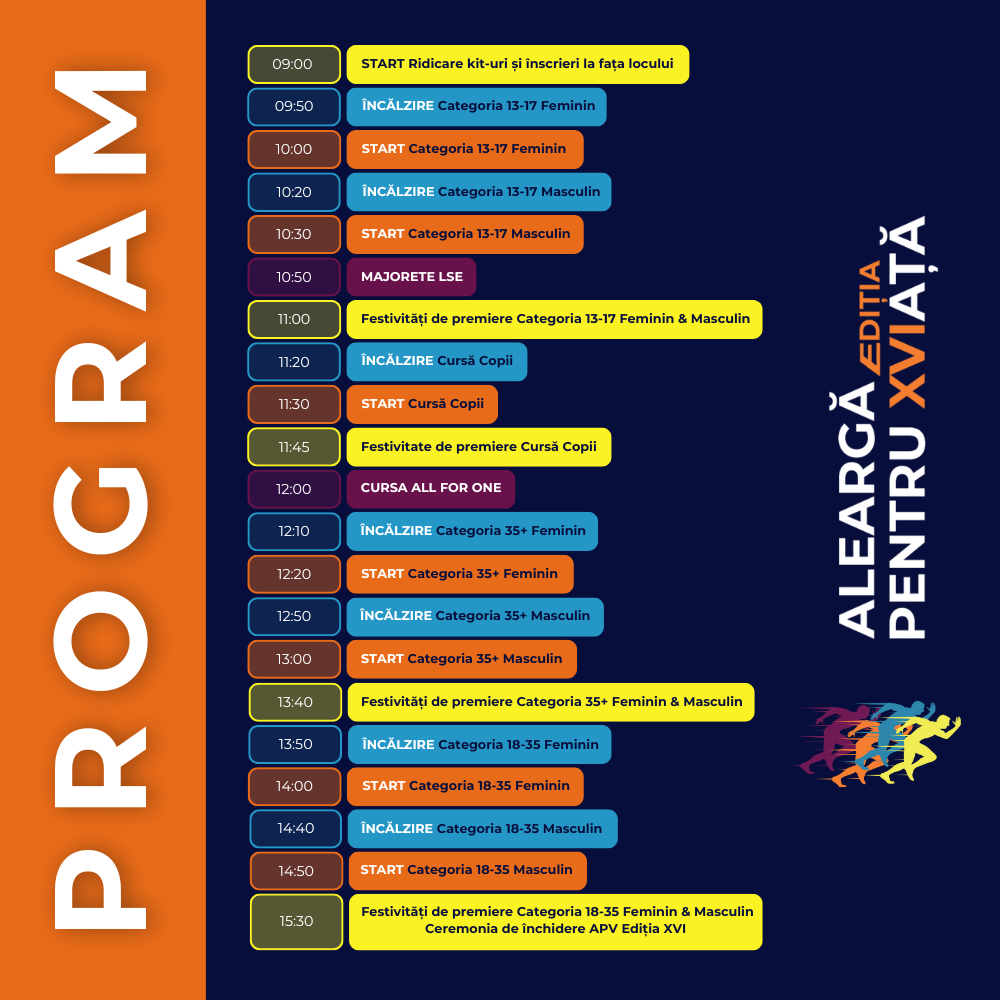 PROGRAM
09:00 START Ridicare kit-uri și înscrieri la fața locului
09:50 ÎNCĂLZIRE Categoria 13-17 Feminin
10:00 START Categoria 13-17 Feminin
10:20 ÎNCĂLZIRE Categoria 13-17 Masculin
10:30 START Categoria 13-17 Masculin
10:50 MAJORETE LSE
11:00 Festivități de premiere Categoria 13-17 Feminin & Masculin
11:20 ÎNCĂLZIRE Cursă Copii
11:30 START Cursă Copii
11:45 Festivitate de premiere Cursă Copii
12:00 CURSA ALL FOR ONE
12:10 ÎNCĂLZIRE Categoria 35+ Feminin
12:20 START Categoria 35+ Feminin
12:50 ÎNCĂLZIRE Categoria 35+ Masculin
13:00 START Categoria 35+ Masculin
13:40 Festivități de premiere Categoria 35+ Feminin & Masculin
13:50 ÎNCĂLZIRE Categoria 18-35 Feminin
14:00 START Categoria 18-35 Feminin
14:40 ÎNCĂLZIRE Categoria 18-35 Masculin
14:50 START Categoria 18-35 Masculin
15:30 Festivități de premiere Categoria 18-35 Feminin & Masculin
Ceremonia de închidere APV Ediția XVI
ALEARGĂ ÆDIȚIA
PENTRU XVIAȚĂ